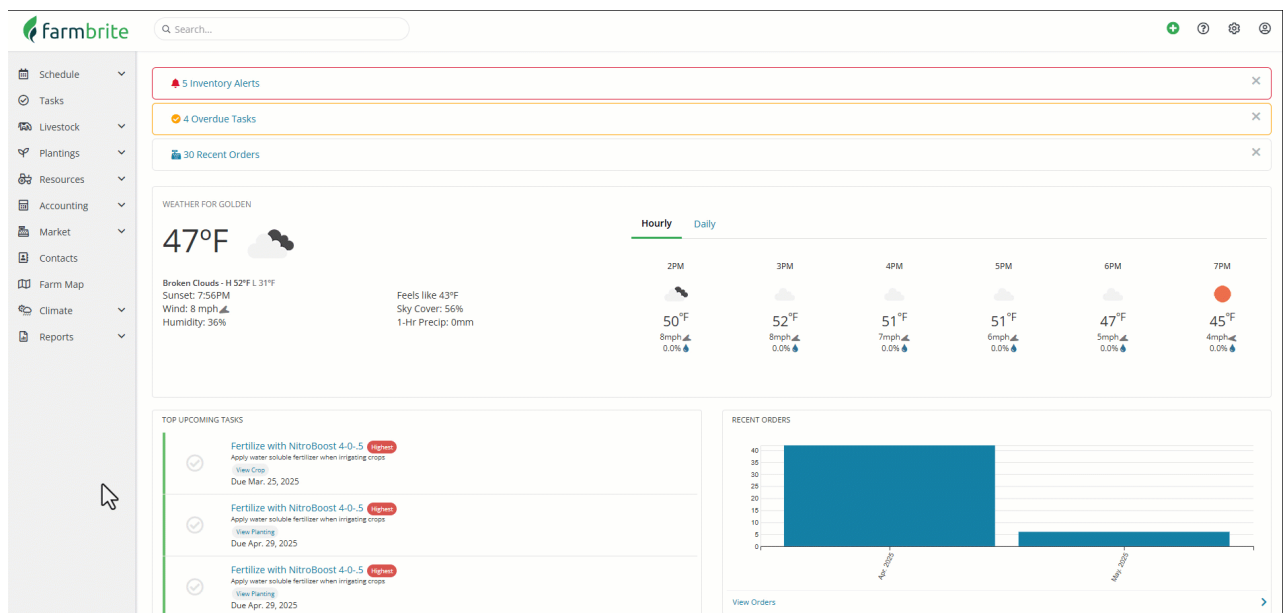 farmbrite
Search...
Schedule
Tasks
Livestock
Plantings
Resources
Accounting
Market
Contacts
Farm Map
Climate
Reports
5 Inventory Alerts
4 Overdue Tasks
30 Recent Orders
WEATHER FOR GOLDEN
47°F
Broken Clouds - H 52°F L 31°F
Sunset: 7:56PM
Wind: 8 mph
Humidity: 36%
Feels like 43°F
Sky Cover: 56%
1-Hr Precip: 0mm
Hourly Daily
2PM 3PM 4PM 5PM 6PM 7PM
50°F 52°F 51°F 51°F 47°F 45°F
8mph 8mph 7mph 6mph 5mph 4mph
0.0% 0.0% 0.0% 0.0% 0.0% 0.0%
TOP UPCOMING TASKS
Fertilize with NitroBoost 4-0-.5 Highest
Apply water soluble fertilizer when irrigating crops
View Crop
Due Mar. 25, 2025
Fertilize with NitroBoost 4-0-.5 Highest
Apply water soluble fertilizer when irrigating crops
View Planting
Due Apr. 29, 2025
Fertilize with NitroBoost 4-0-.5 Highest
Apply water soluble fertilizer when irrigating crops
View Planting
Due Apr. 29, 2025
RECENT ORDERS
40
35
30
25
20
15
10
5
0
Apr. 2025
May. 2025
View Orders